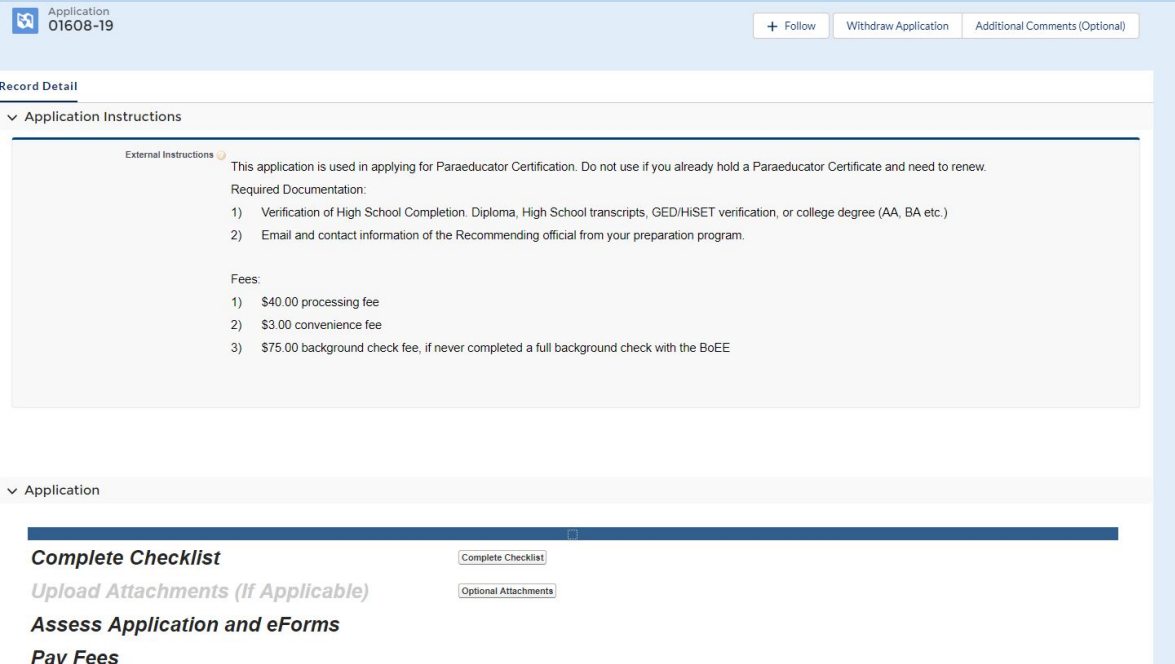 Application
01608-19
+ Follow
Withdraw Application
Additional Comments (Optional)
Record Detail
Application Instructions
External Instructions
This application is used in applying for Paraeducator Certification. Do not use if you already hold a Paraeducator Certificate and need to renew.
Required Documentation:
1) Verification of High School Completion. Diploma, High School transcripts, GED/HiSET verification, or college degree (AA, BA etc.)
2) Email and contact information of the Recommending official from your preparation program.
Fees:
1) $40.00 processing fee
2) $3.00 convenience fee
3) $75.00 background check fee, if never completed a full background check with the BoEE
Application
Complete Checklist
Complete Checklist
Upload Attachments (If Applicable)
Optional Attachments
Assess Application and eForms
Pay Fees